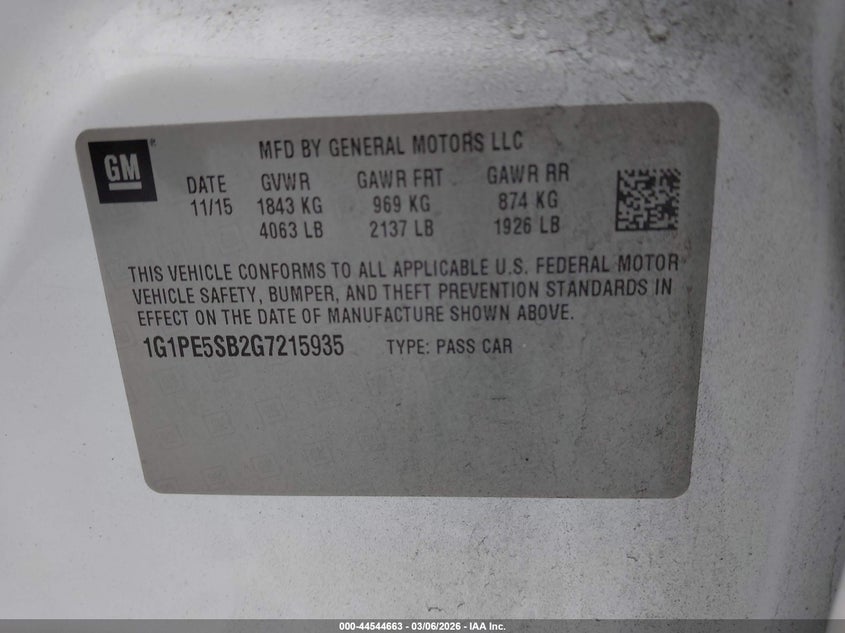 GM
MFD BY GENERAL MOTORS LLC
DATE GVWR GAWR FRT GAWR RR
11/15 1843 KG 969 KG 874 KG
4063 LB 2137 LB 1926 LB
THIS VEHICLE CONFORMS TO ALL APPLICABLE U.S. FEDERAL MOTOR
VEHICLE SAFETY, BUMPER, AND THEFT PREVENTION STANDARDS IN
EFFECT ON THE DATE OF MANUFACTURE SHOWN ABOVE.
1G1PE5SB2G7215935 TYPE: PASS CAR
000-44544663 - 03/06/2026 - IAA Inc.